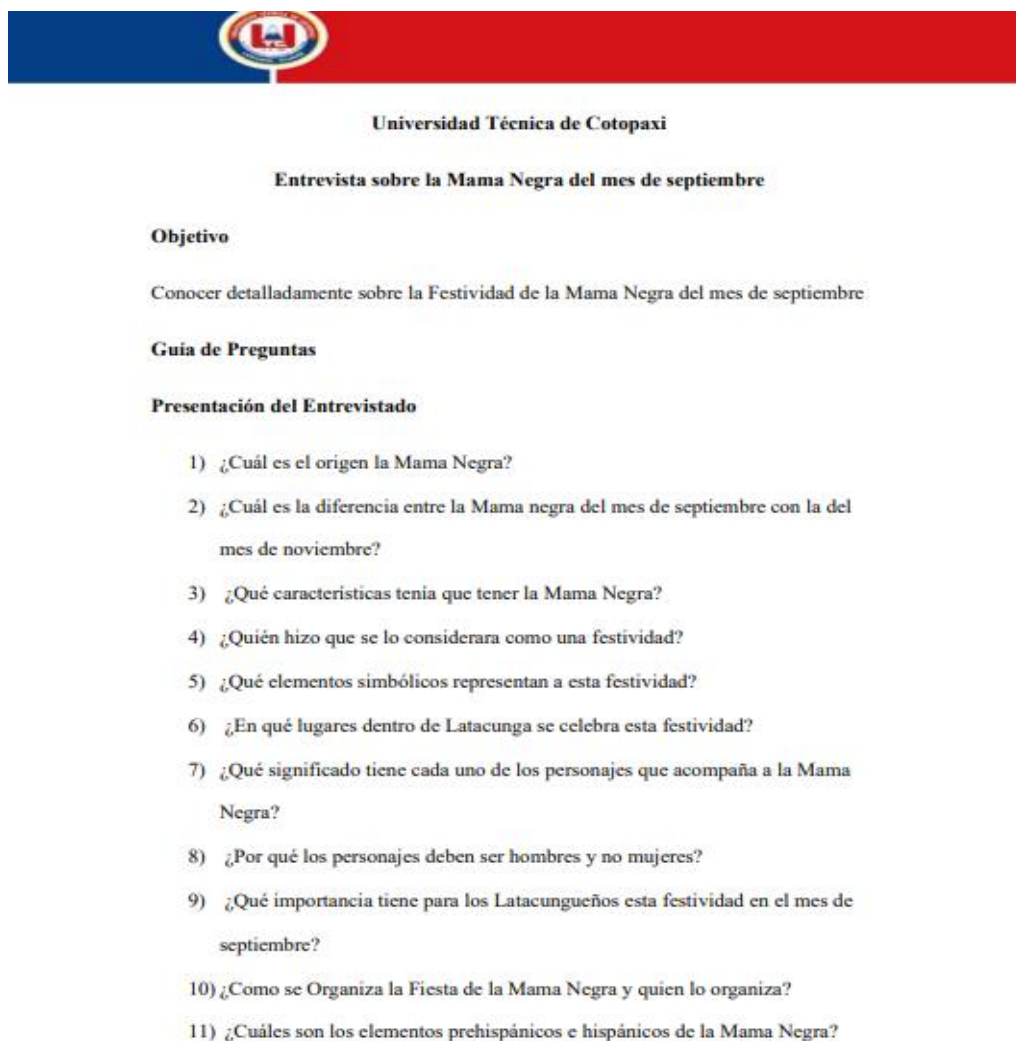 Universidad Técnica de Cotopaxi
Entrevista sobre la Mama Negra del mes de septiembre
Objetivo
Conocer detalladamente sobre la Festividad de la Mama Negra del mes de septiembre
Guía de Preguntas
Presentación del Entrevistado
1) ¿Cuál es el origen la Mama Negra?
2) ¿Cuál es la diferencia entre la Mama negra del mes de septiembre con la del
mes de noviembre?
3) ¿Qué características tenía que tener la Mama Negra?
4) ¿Quién hizo que se lo considerara como una festividad?
5) ¿Qué elementos simbólicos representan a esta festividad?
6) ¿En qué lugares dentro de Latacunga se celebra esta festividad?
7) ¿Qué significado tiene cada uno de los personajes que acompaña a la Mama
Negra?
8) ¿Por qué los personajes deben ser hombres y no mujeres?
9) ¿Qué importancia tiene para los Latacungueños esta festividad en el mes de
septiembre?
10) ¿Como se Organiza la Fiesta de la Mama Negra y quien lo organiza?
11) ¿Cuáles son los elementos prehispánicos e hispánicos de la Mama Negra?